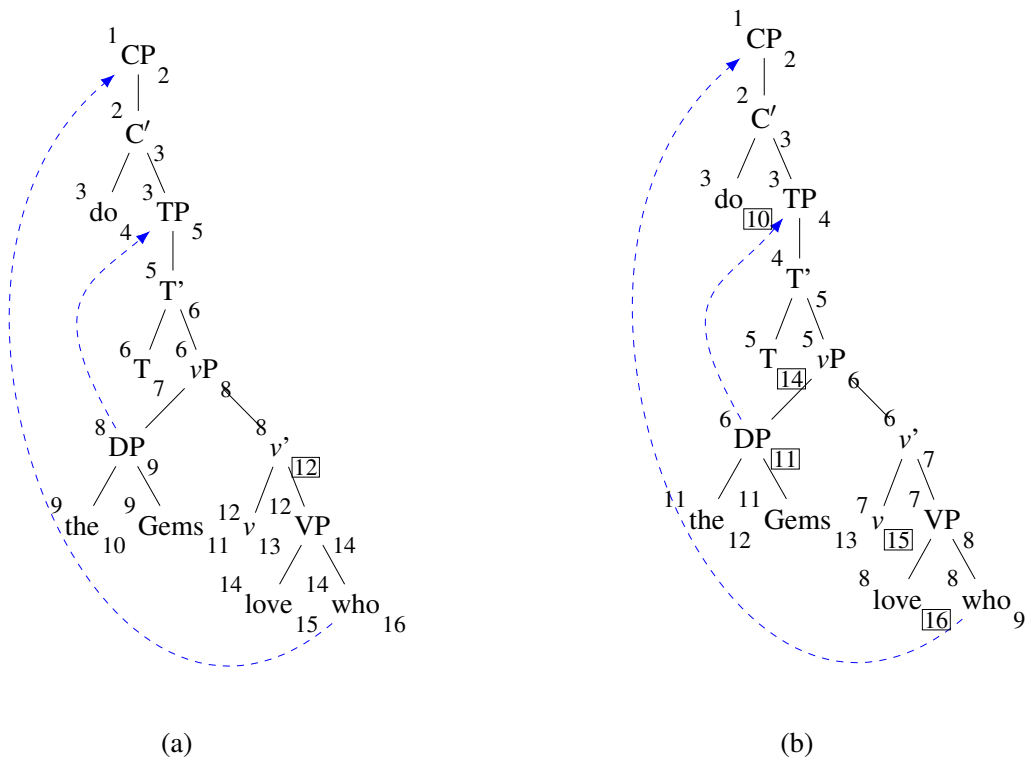 1 CP 2
2 C′ 3
3 do 4 3 TP 5
5 T’ 6
6 T 7 6 vP 8
8 DP 9 8 v’ 12
9 the 10 9 Gems 11 12 v 13 12 VP 14
14 love 15 14 who 16
(a)
1 CP 2
2 C′ 3
3 do 10 3 TP 4
4 T’ 5
5 T 14 5 vP 6
6 DP 11 6 v’ 7
11 the 12 11 Gems 13 7 v 15 7 VP 8
8 love 16 8 who 9
(b)